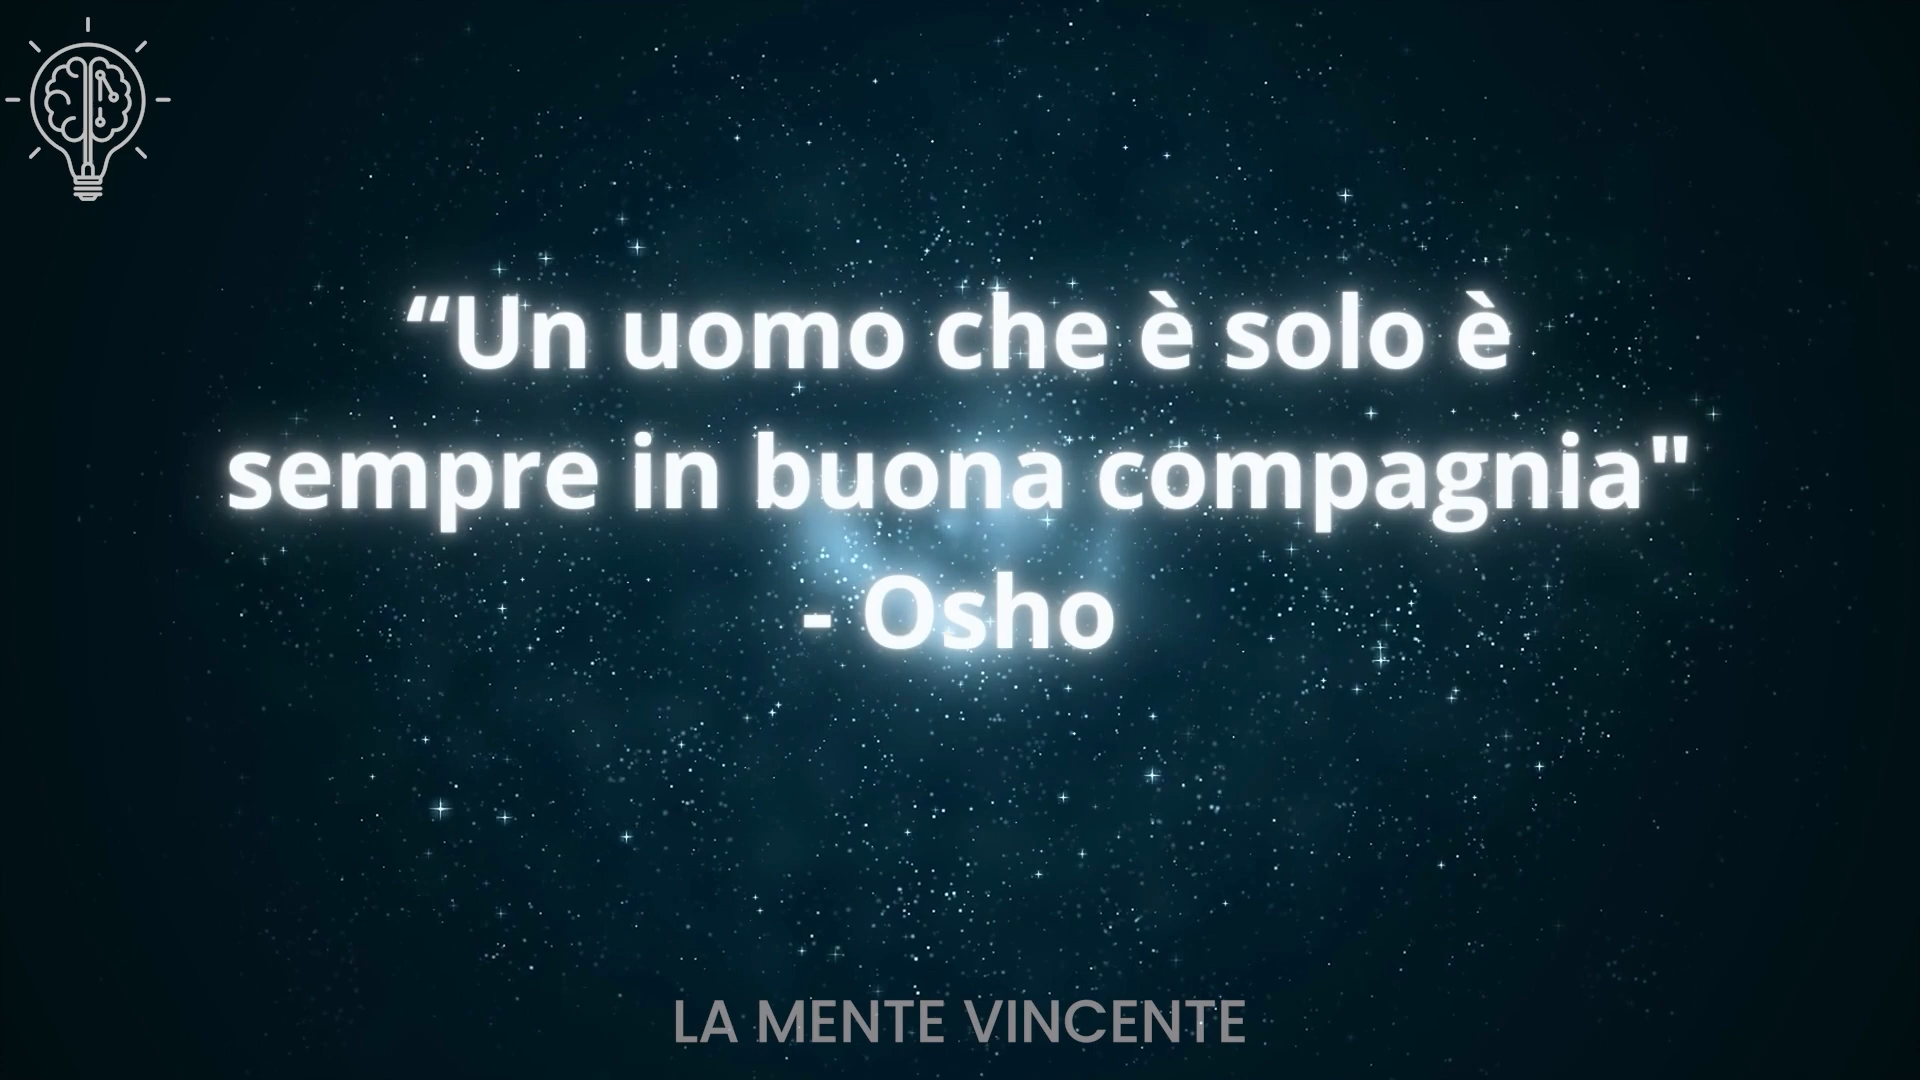 “Un uomo che è solo è
sempre in buona compagnia"
- Osho
LA MENTE VINCENTE